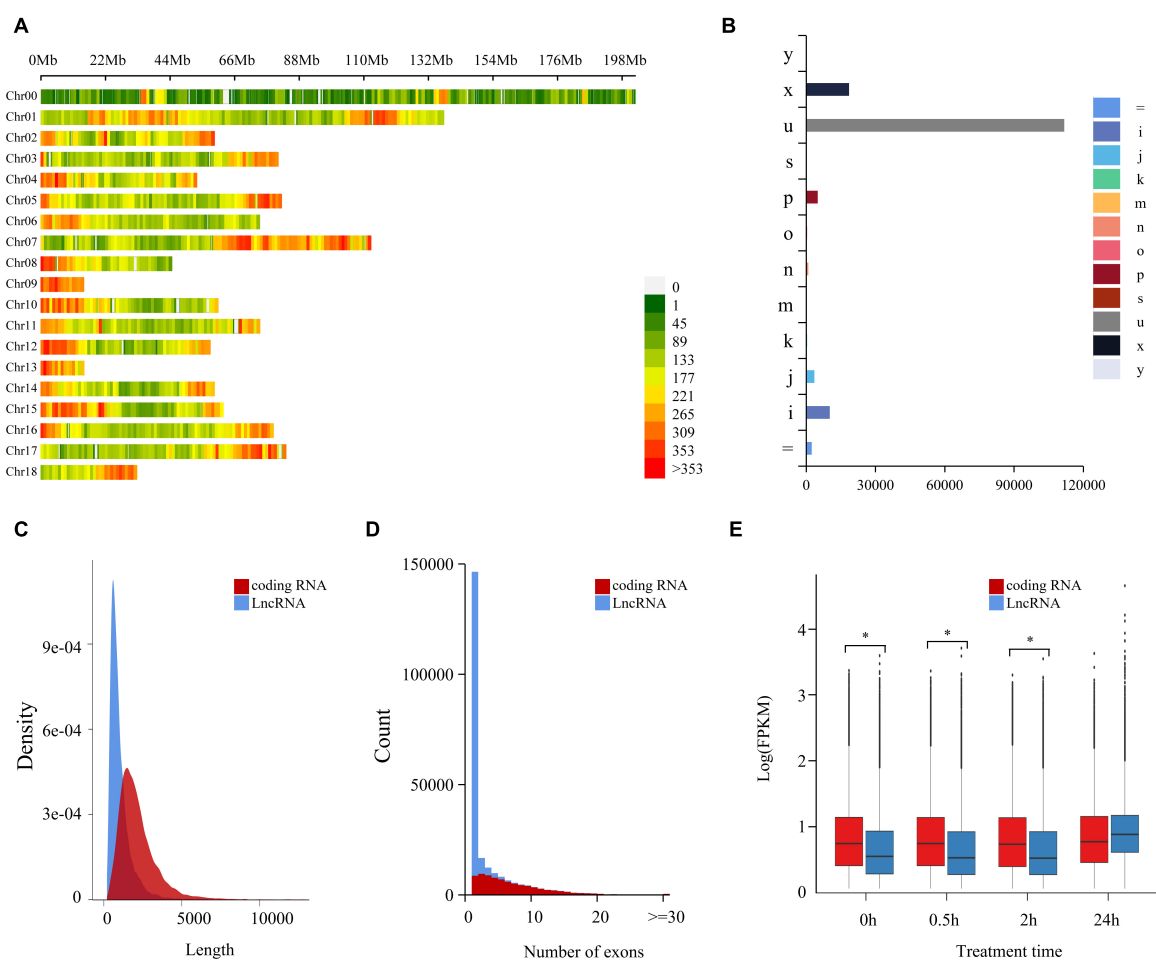 A
0Mb 22Mb 44Mb 66Mb 88Mb 110Mb 132Mb 154Mb 176Mb 198Mb
Chr00
Chr01
Chr02
Chr03
Chr04
Chr05
Chr06
Chr07
Chr08
Chr09
Chr10
Chr11
Chr12
Chr13
Chr14
Chr15
Chr16
Chr17
Chr18
0
1
45
89
133
177
221
265
309
353
>353
B
y
x
u
s
p
o
n
m
k
j
i
=
0 30000 60000 90000 120000
=
i
j
k
m
n
o
p
s
u
x
y
C
coding RNA
LncRNA
Density
9e-04
6e-04
3e-04
0
0 5000 10000
Length
D
coding RNA
LncRNA
Count
150000
100000
50000
0
0 10 20 >=30
Number of exons
E
coding RNA
LncRNA
Log(FPKM)
4
3
2
1
0
* * *
0h 0.5h 2h 24h
Treatment time